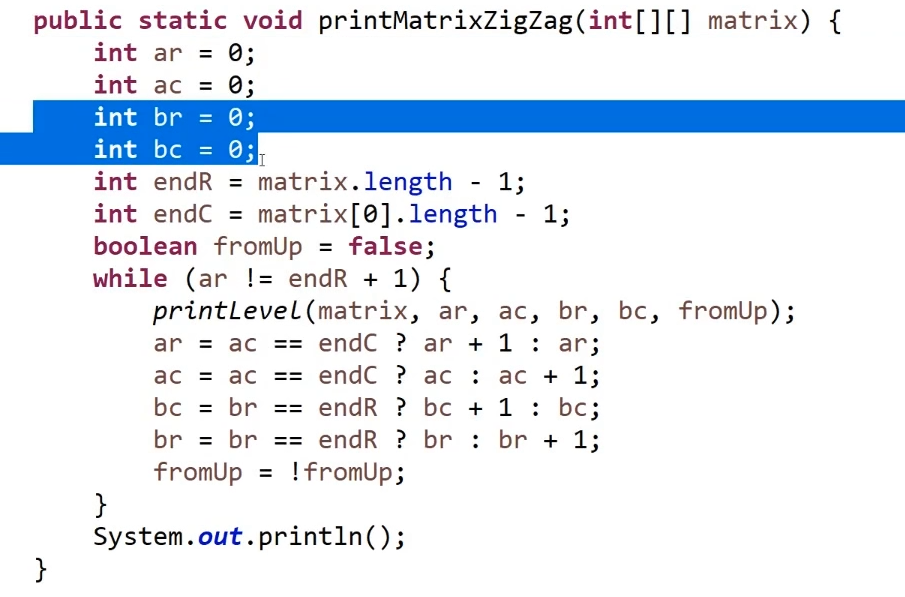 public static void printMatrixZigZag(int[][] matrix) {
    int ar = 0;
    int ac = 0;
    int br = 0;
    int bc = 0;
    int endR = matrix.length - 1;
    int endC = matrix[0].length - 1;
    boolean fromUp = false;
    while (ar != endR + 1) {
        printLevel(matrix, ar, ac, br, bc, fromUp);
        ar = ac == endC ? ar + 1 : ar;
        ac = ac == endC ? ac : ac + 1;
        bc = br == endR ? bc + 1 : bc;
        br = br == endR ? br : br + 1;
        fromUp = !fromUp;
    }
    System.out.println();
}